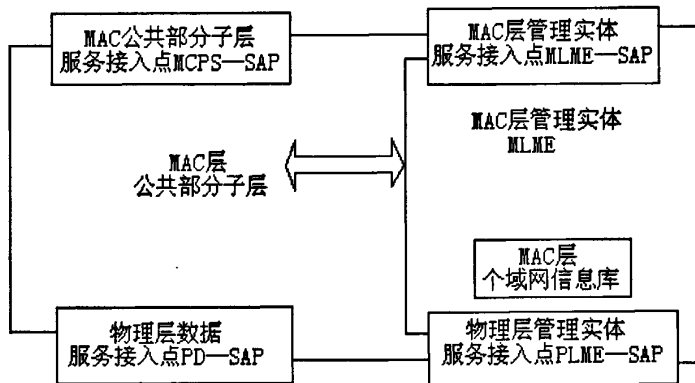 MAC公共部分子层
服务接入点MCPS—SAP
MAC层管理实体
服务接入点MLME—SAP
MAC层管理实体
MLME
MAC层
公共部分子层
MAC层
个域网信息库
物理层数据
服务接入点PD—SAP
物理层管理实体
服务接入点PLME—SAP